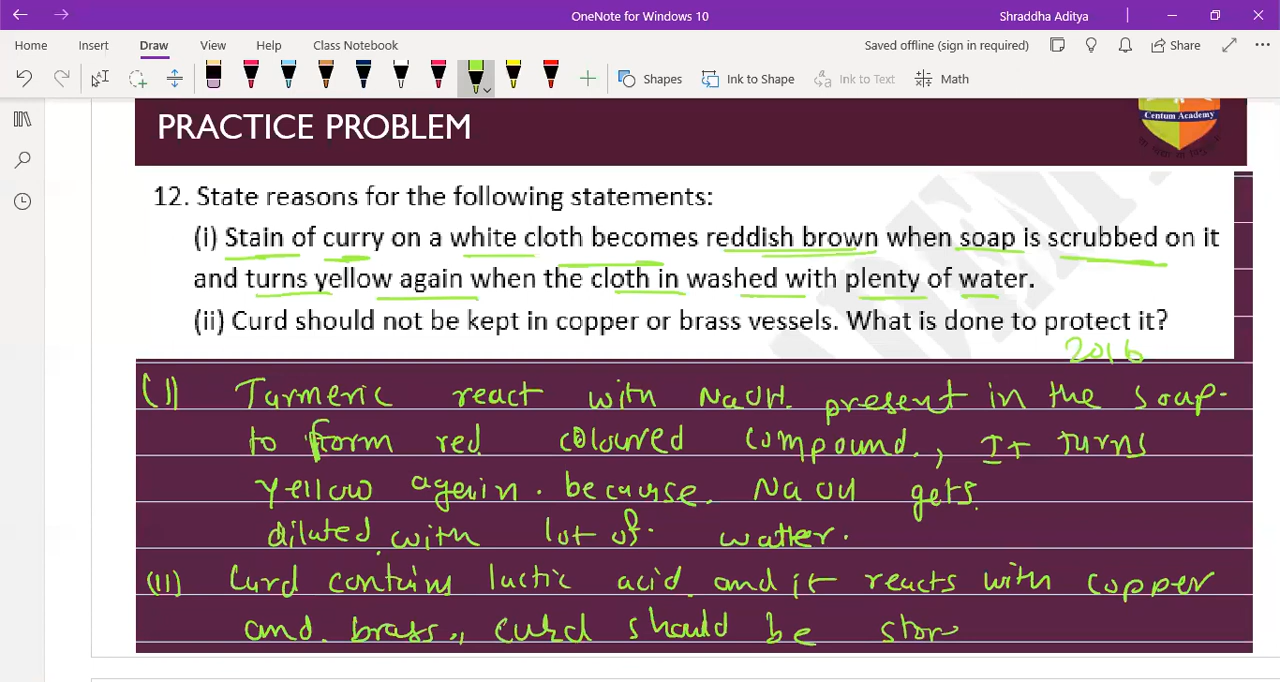 OneNote for Windows 10
Shraddha Aditya
Home Insert Draw View Help Class Notebook
Saved offline (sign in required) Share
Shapes Ink to Shape Ink to Text Math
PRACTICE PROBLEM
Centum Academy
12. State reasons for the following statements:
(i) Stain of curry on a white cloth becomes reddish brown when soap is scrubbed on it
and turns yellow again when the cloth in washed with plenty of water.
(ii) Curd should not be kept in copper or brass vessels. What is done to protect it?
2016
(I) Turmeric react with NaOH. present in the soap.
to form red coloured compound., It turns
yellow again. because. NaOH gets.
diluted with lot of. water.
(II) Curd contains lactic acid and it reacts with copper
and. brass., curd should be stor